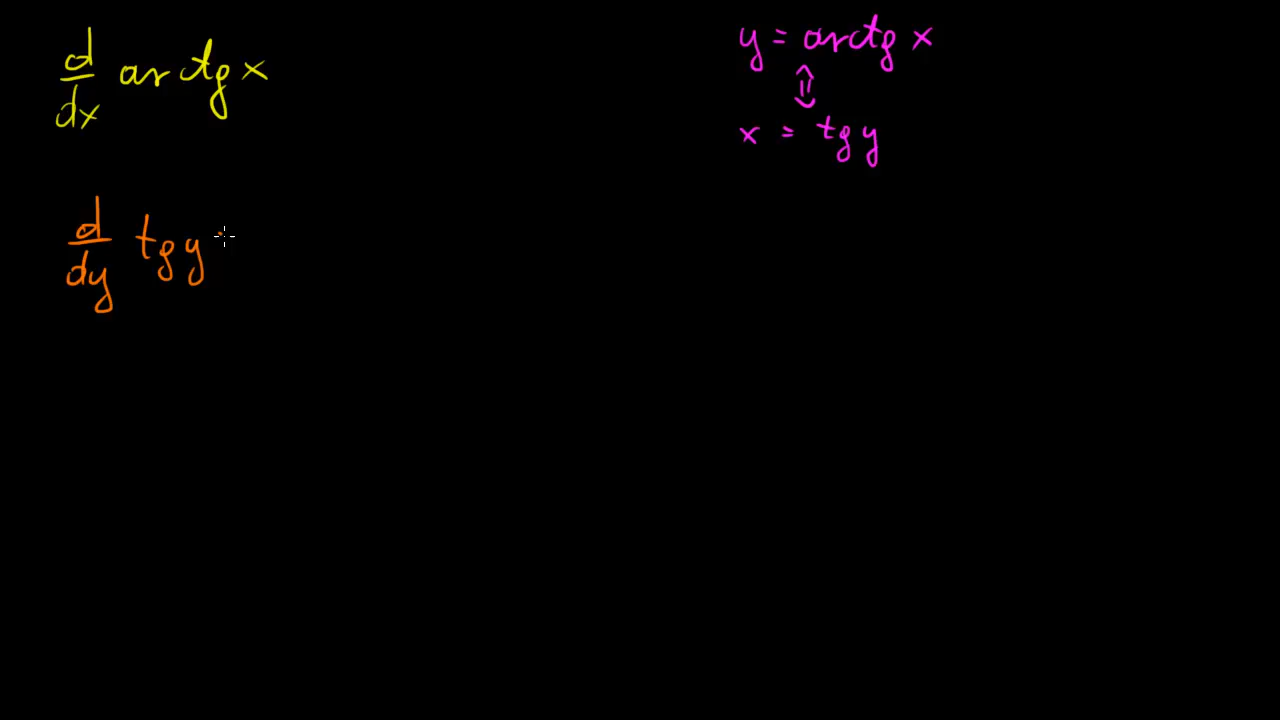 d/dx arctg x
y = arctg x
⇕
x = tg y
d/dy tg y